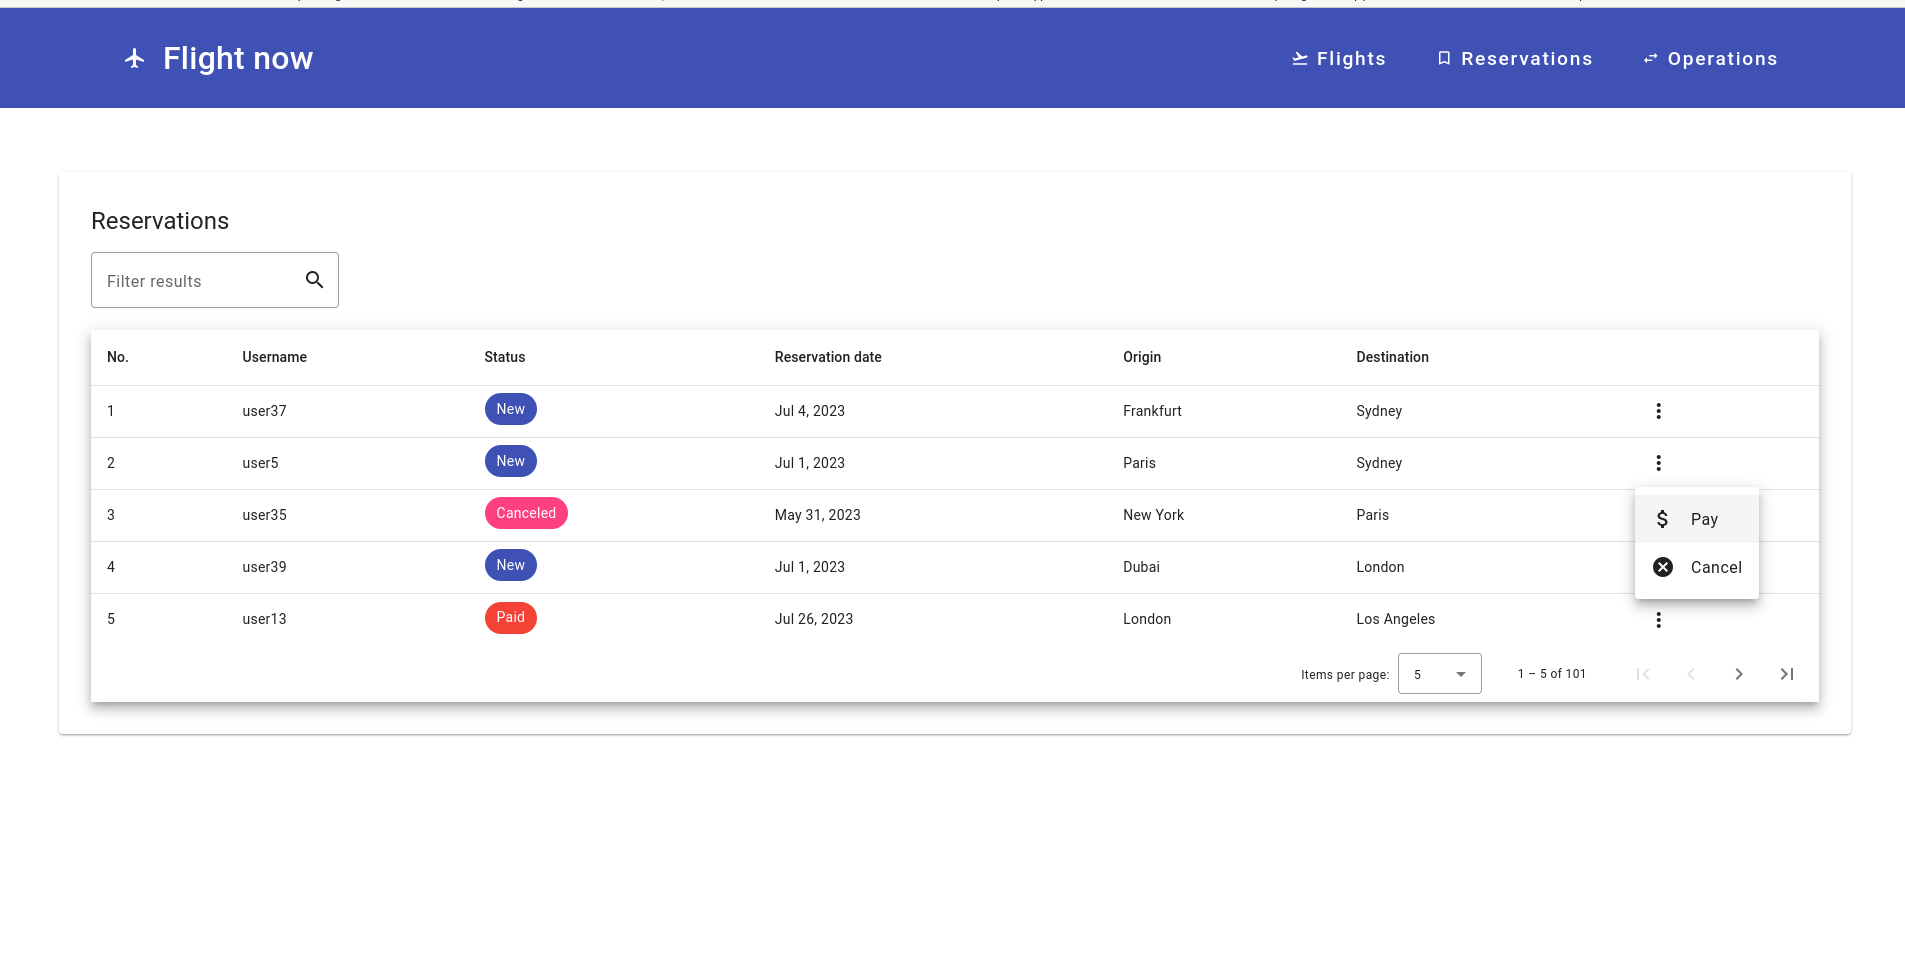 Flight now
Flights Reservations Operations
Reservations
Filter results
No. Username Status Reservation date Origin Destination
1 user37 New Jul 4, 2023 Frankfurt Sydney
2 user5 New Jul 1, 2023 Paris Sydney
3 user35 Canceled May 31, 2023 New York Paris
4 user39 New Jul 1, 2023 Dubai London
5 user13 Paid Jul 26, 2023 London Los Angeles
Pay
Cancel
Items per page: 5 1 – 5 of 101